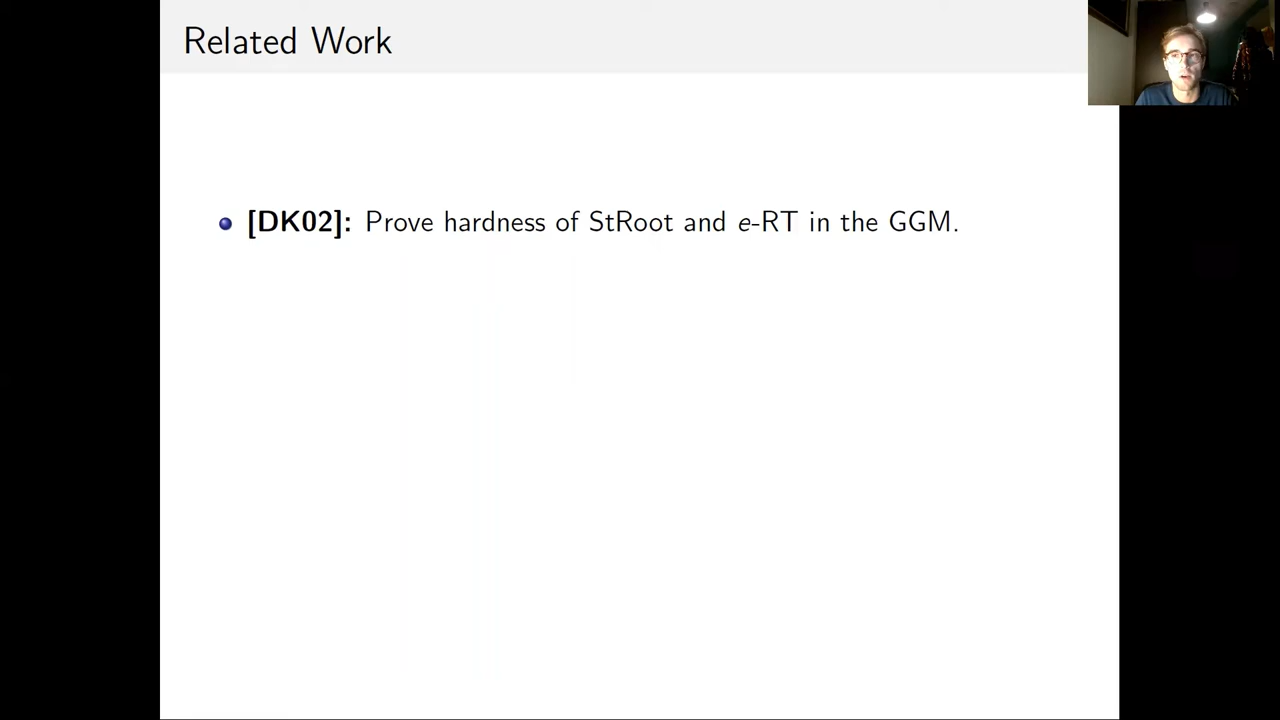 Related Work
[DK02]: Prove hardness of StRoot and e-RT in the GGM.